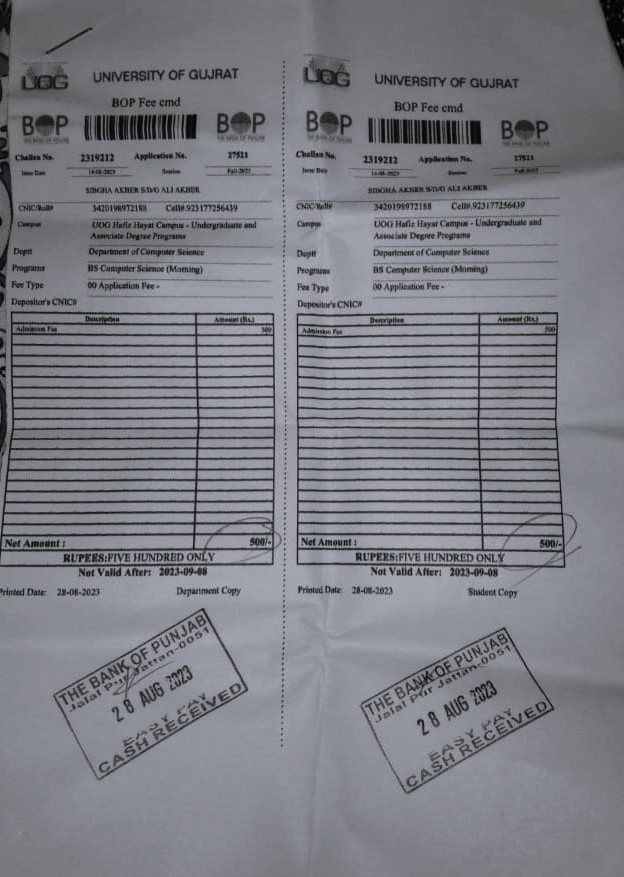 UOG
UNIVERSITY OF GUJRAT
BOP Fee cmd
BOP
THE BANK OF PUNJAB
BOP
THE BANK OF PUNJAB
Challan No. 2319212 Application No. 27521
Issue Date 14-08-2023 Session Fall-2023
SIBGHA AKBER S/D/O ALI AKBER
CNIC/Roll# 3420198972188 Cell#.923177256439
Campus UOG Hafiz Hayat Campus - Undergraduate and
Associate Degree Programs
Deptt Department of Computer Science
Programs BS Computer Science (Morning)
Fee Type 00 Application Fee -
Depositor's CNIC#
Description Amount (Rs.)
Admission Fee 500
Net Amount : 500/-
RUPEES:FIVE HUNDRED ONLY
Not Valid After: 2023-09-08
Printed Date: 28-08-2023 Department Copy
THE BANK OF PUNJAB
Jalal Pur Jattan-0051
28 AUG 2023
EASY PAY
CASH RECEIVED
UOG
UNIVERSITY OF GUJRAT
BOP Fee cmd
BOP
THE BANK OF PUNJAB
BOP
THE BANK OF PUNJAB
Challan No. 2319212 Application No. 27521
Issue Date 14-08-2023 Session Fall-2023
SIBGHA AKBER S/D/O ALI AKBER
CNIC/Roll# 3420198972188 Cell#.923177256439
Campus UOG Hafiz Hayat Campus - Undergraduate and
Associate Degree Programs
Deptt Department of Computer Science
Programs BS Computer Science (Morning)
Fee Type 00 Application Fee -
Depositor's CNIC#
Description Amount (Rs.)
Admission Fee 500
Net Amount : 500/-
RUPEES:FIVE HUNDRED ONLY
Not Valid After: 2023-09-08
Printed Date: 28-08-2023 Student Copy
THE BANK OF PUNJAB
Jalal Pur Jattan-0051
28 AUG 2023
EASY PAY
CASH RECEIVED